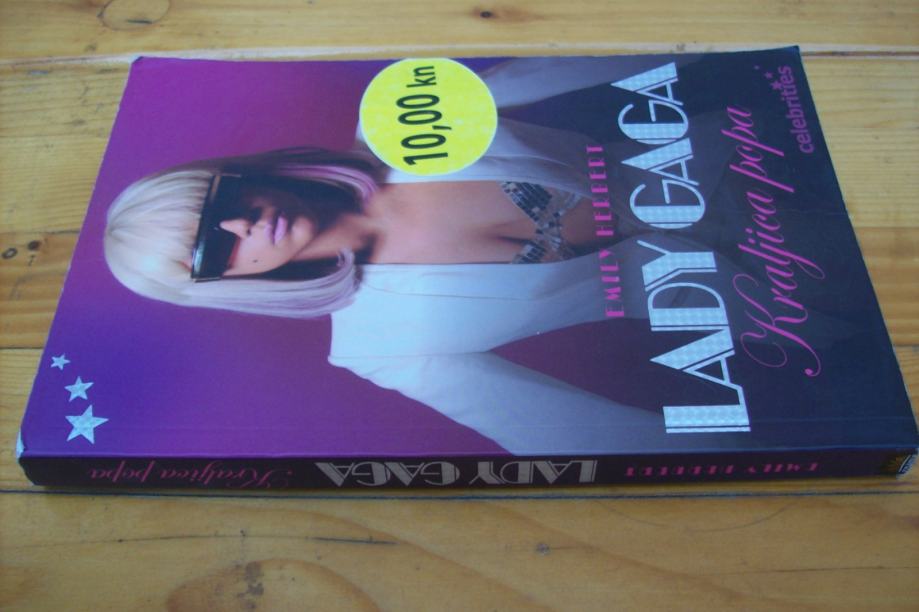 10,00 kn
EMILY HERBERT
LADY GAGA
Kraljica popa
celebrities
EMILY HERBERT
LADY GAGA
Kraljica popa